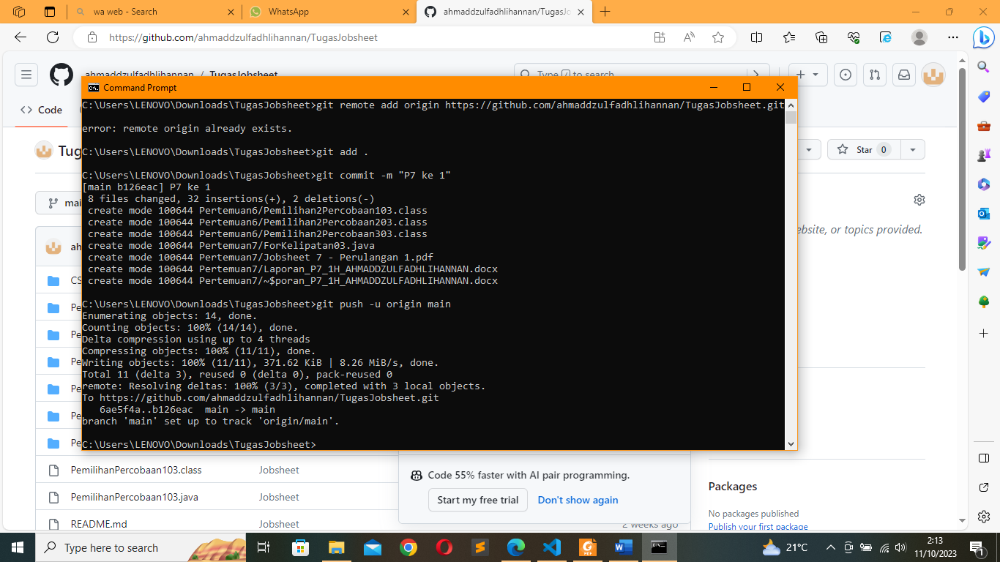 wa web - Search
WhatsApp
ahmaddzulfadhlihannan/TugasJo
https://github.com/ahmaddzulfadhlihannan/TugasJobsheet
ahmaddzulfadhlihannan / TugasJobsheet
Type / to search
Command Prompt
Code
C:\Users\LENOVO\Downloads\TugasJobsheet>git remote add origin https://github.com/ahmaddzulfadhlihannan/TugasJobsheet.git
error: remote origin already exists.
C:\Users\LENOVO\Downloads\TugasJobsheet>git add .
Tug
Star 0
C:\Users\LENOVO\Downloads\TugasJobsheet>git commit -m "P7 ke 1"
[main b126eac] P7 ke 1
8 files changed, 32 insertions(+), 2 deletions(-)
create mode 100644 Pertemuan6/Pemilihan2Percobaan103.class
create mode 100644 Pertemuan6/Pemilihan2Percobaan203.class
create mode 100644 Pertemuan6/Pemilihan2Percobaan303.class
create mode 100644 Pertemuan7/ForKelipatan03.java
create mode 100644 Pertemuan7/Jobsheet 7 - Perulangan 1.pdf
create mode 100644 Pertemuan7/Laporan_P7_1H_AHMADDZULFADHLIHANNAN.docx
create mode 100644 Pertemuan7/~$poran_P7_1H_AHMADDZULFADHLIHANNAN.docx
mai
ebsite, or topics provided.
ah
CS
Pe
Pe
Pe
Pe
Pe
Pe
C:\Users\LENOVO\Downloads\TugasJobsheet>git push -u origin main
Enumerating objects: 14, done.
Counting objects: 100% (14/14), done.
Delta compression using up to 4 threads
Compressing objects: 100% (11/11), done.
Writing objects: 100% (11/11), 371.62 KiB | 8.26 MiB/s, done.
Total 11 (delta 3), reused 0 (delta 0), pack-reused 0
remote: Resolving deltas: 100% (3/3), completed with 3 local objects.
To https://github.com/ahmaddzulfadhlihannan/TugasJobsheet.git
6ae5f4a..b126eac main -> main
branch 'main' set up to track 'origin/main'.
C:\Users\LENOVO\Downloads\TugasJobsheet>
PemilihanPercobaan103.class Jobsheet
PemilihanPercobaan103.java Jobsheet
README.md Jobsheet
2 weeks ago
Code 55% faster with AI pair programming.
Start my free trial
Don't show again
Packages
No packages published
Publish your first package
Type here to search
21°C
2:13
11/10/2023
1